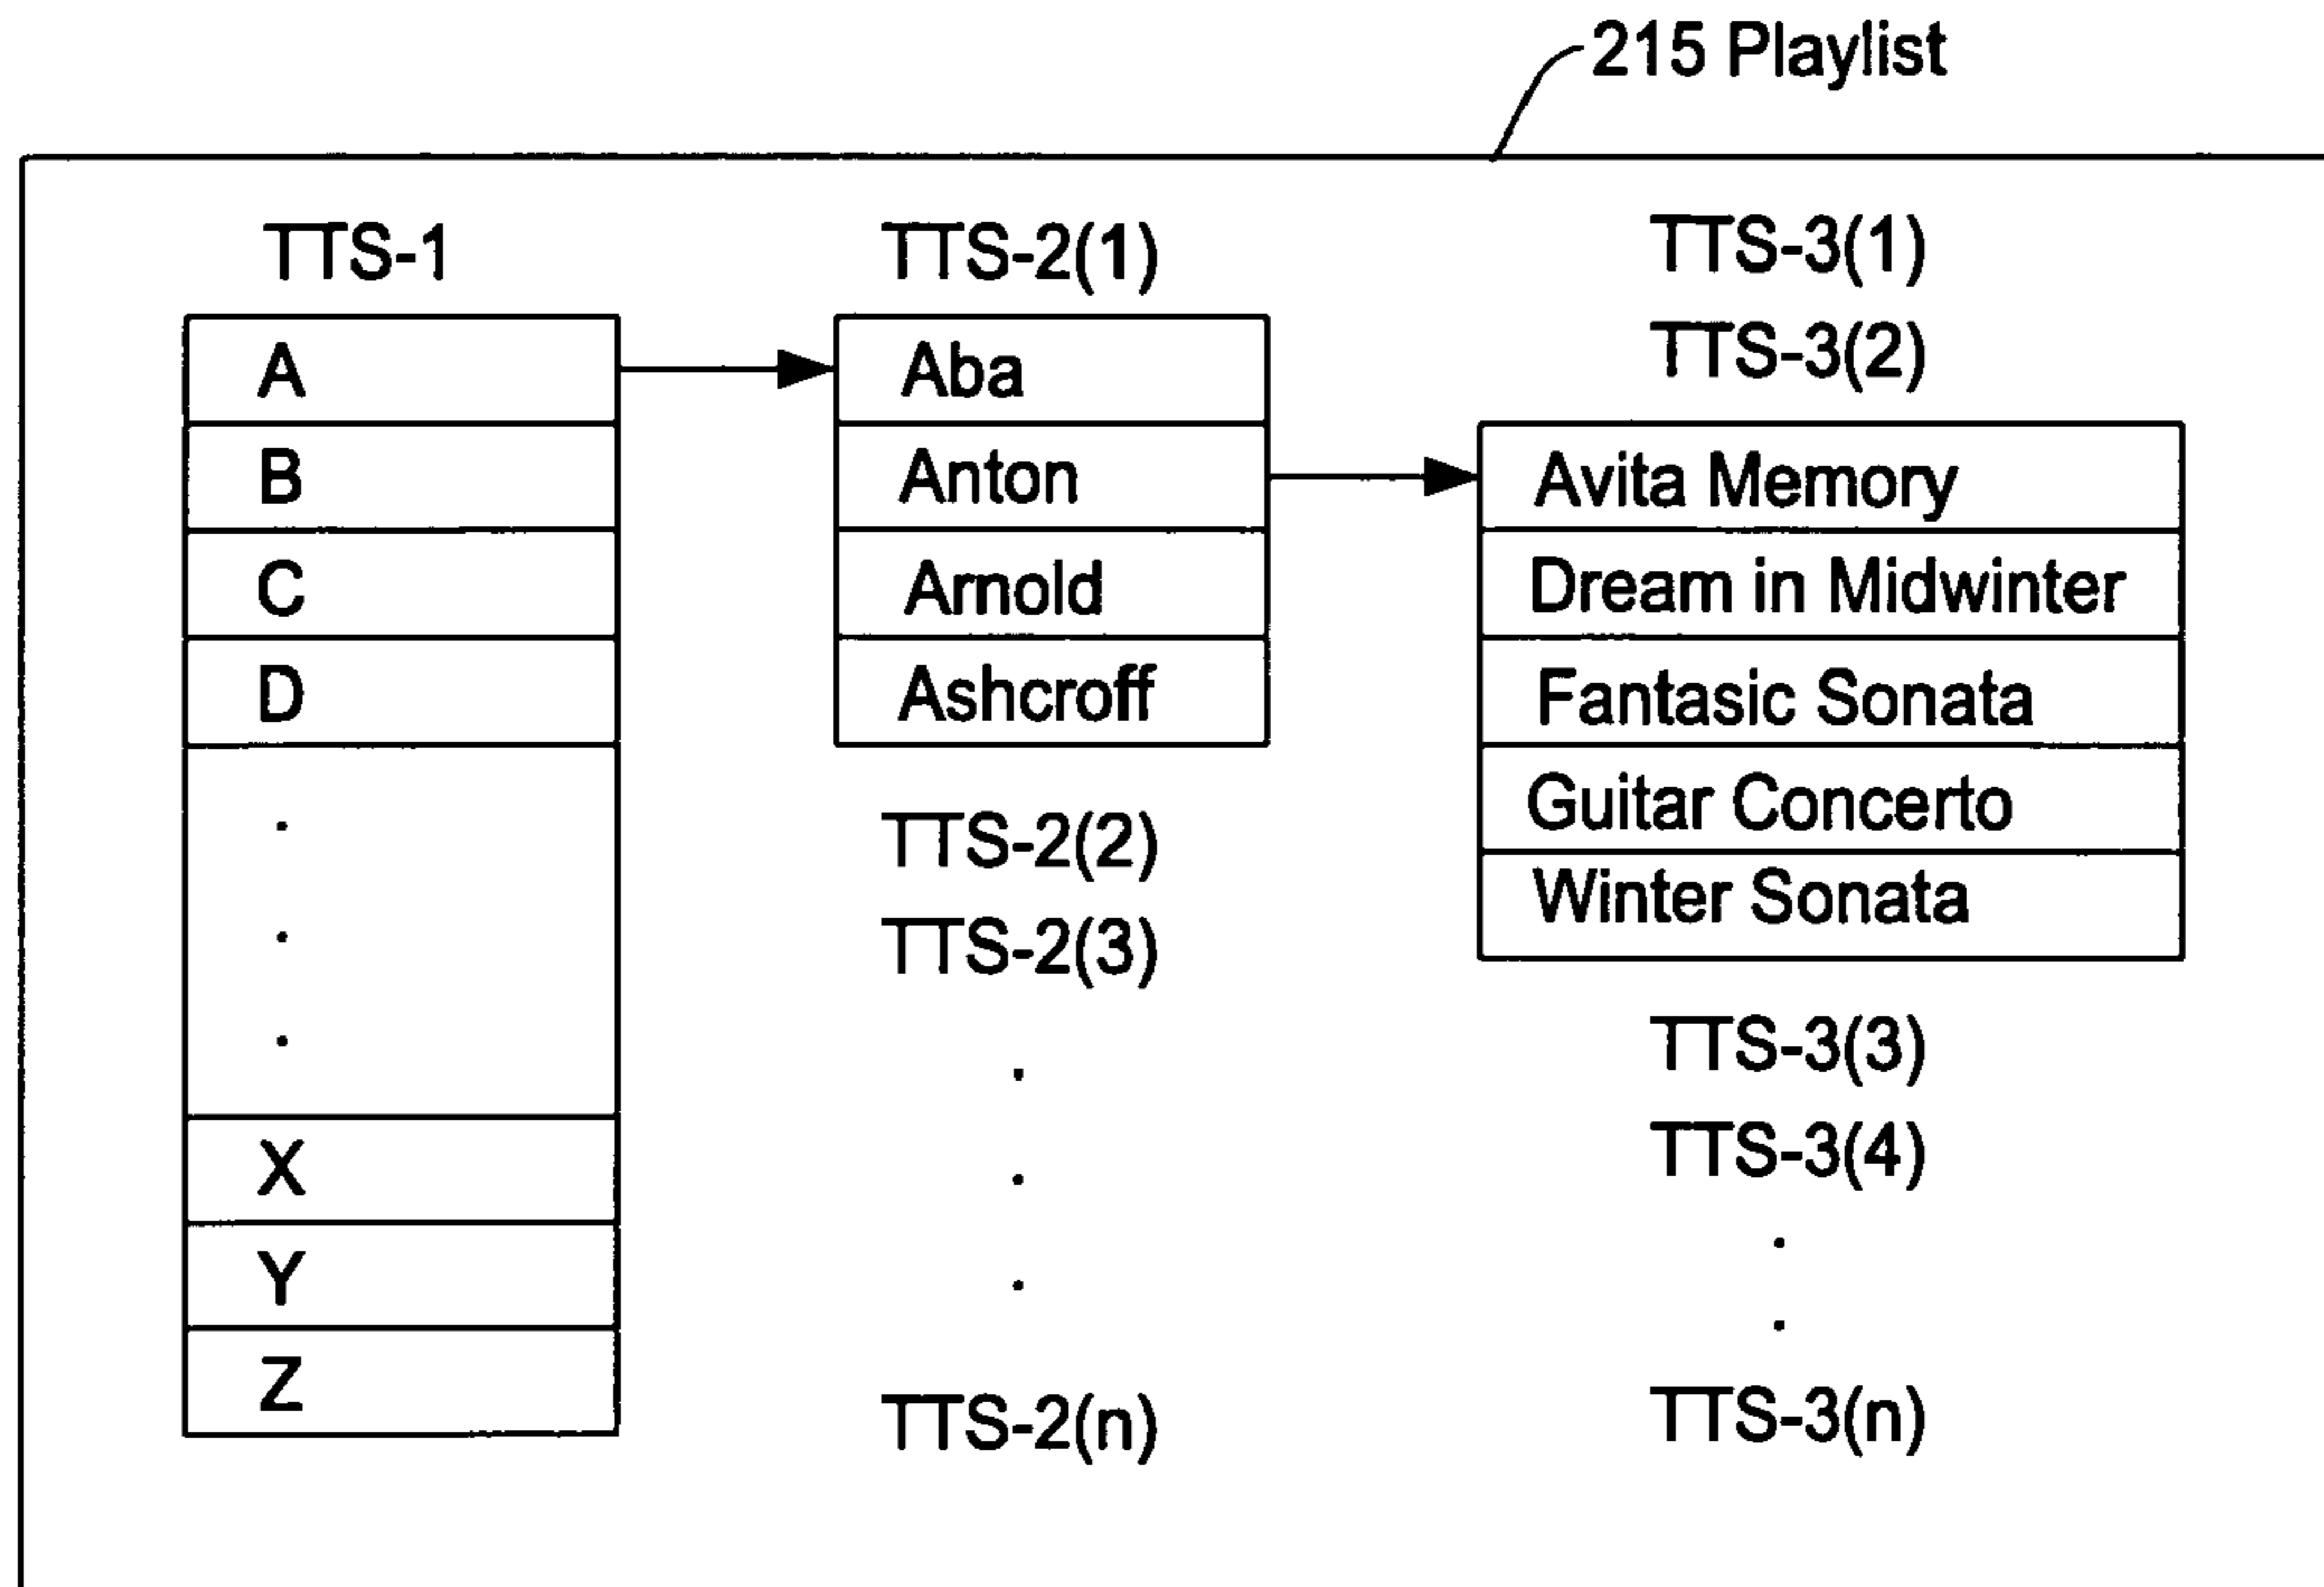 215 Playlist
TTS-1
A
B
C
D
.
.
.
X
Y
Z
TTS-2(1)
Aba
Anton
Arnold
Ashcroff
TTS-2(2)
TTS-2(3)
.
.
.
TTS-2(n)
TTS-3(1)
TTS-3(2)
Avita Memory
Dream in Midwinter
Fantasic Sonata
Guitar Concerto
Winter Sonata
TTS-3(3)
TTS-3(4)
.
.
TTS-3(n)